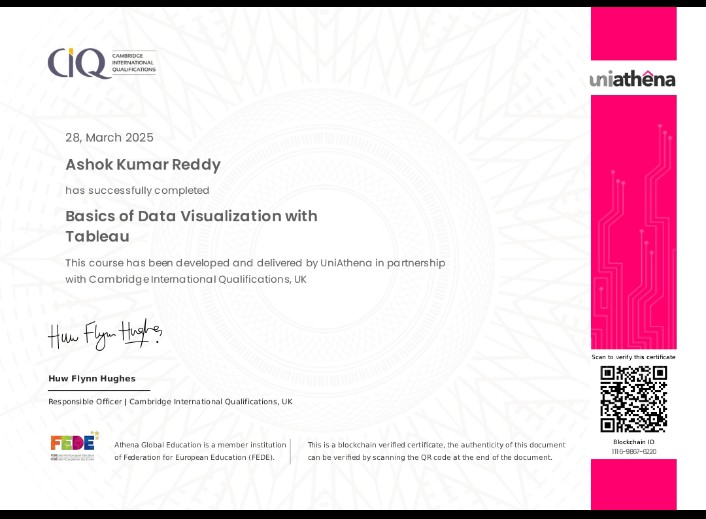 CIQ
CAMBRIDGE
INTERNATIONAL
QUALIFICATIONS
uniathena
28, March 2025
Ashok Kumar Reddy
has successfully completed
Basics of Data Visualization with
Tableau
This course has been developed and delivered by UniAthena in partnership
with Cambridge International Qualifications, UK
Huw Flynn Hughes
Huw Flynn Hughes
Responsible Officer | Cambridge International Qualifications, UK
Scan to verify this certificate
Blockchain ID
1116-9867-6220
FEDE
Athena Global Education is a member institution
of Federation for European Education (FEDE).
This is a blockchain verified certificate, the authenticity of this document
can be verified by scanning the QR code at the end of the document.